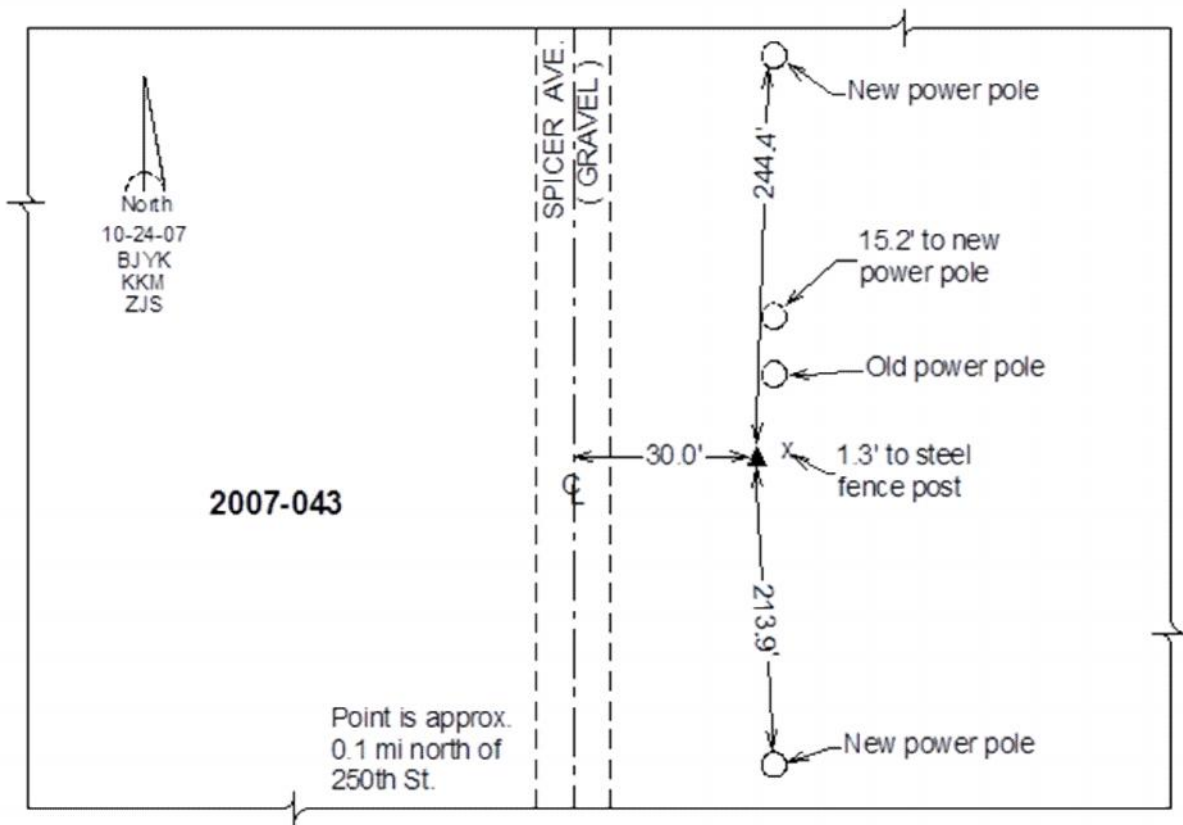 SPICER AVE.
( GRAVEL )
New power pole
244.4'
North
10-24-07
BJYK
KKM
ZJS
15.2' to new
power pole
Old power pole
30.0'
x
1.3' to steel
fence post
℄
2007-043
213.9'
Point is approx.
0.1 mi north of
250th St.
New power pole